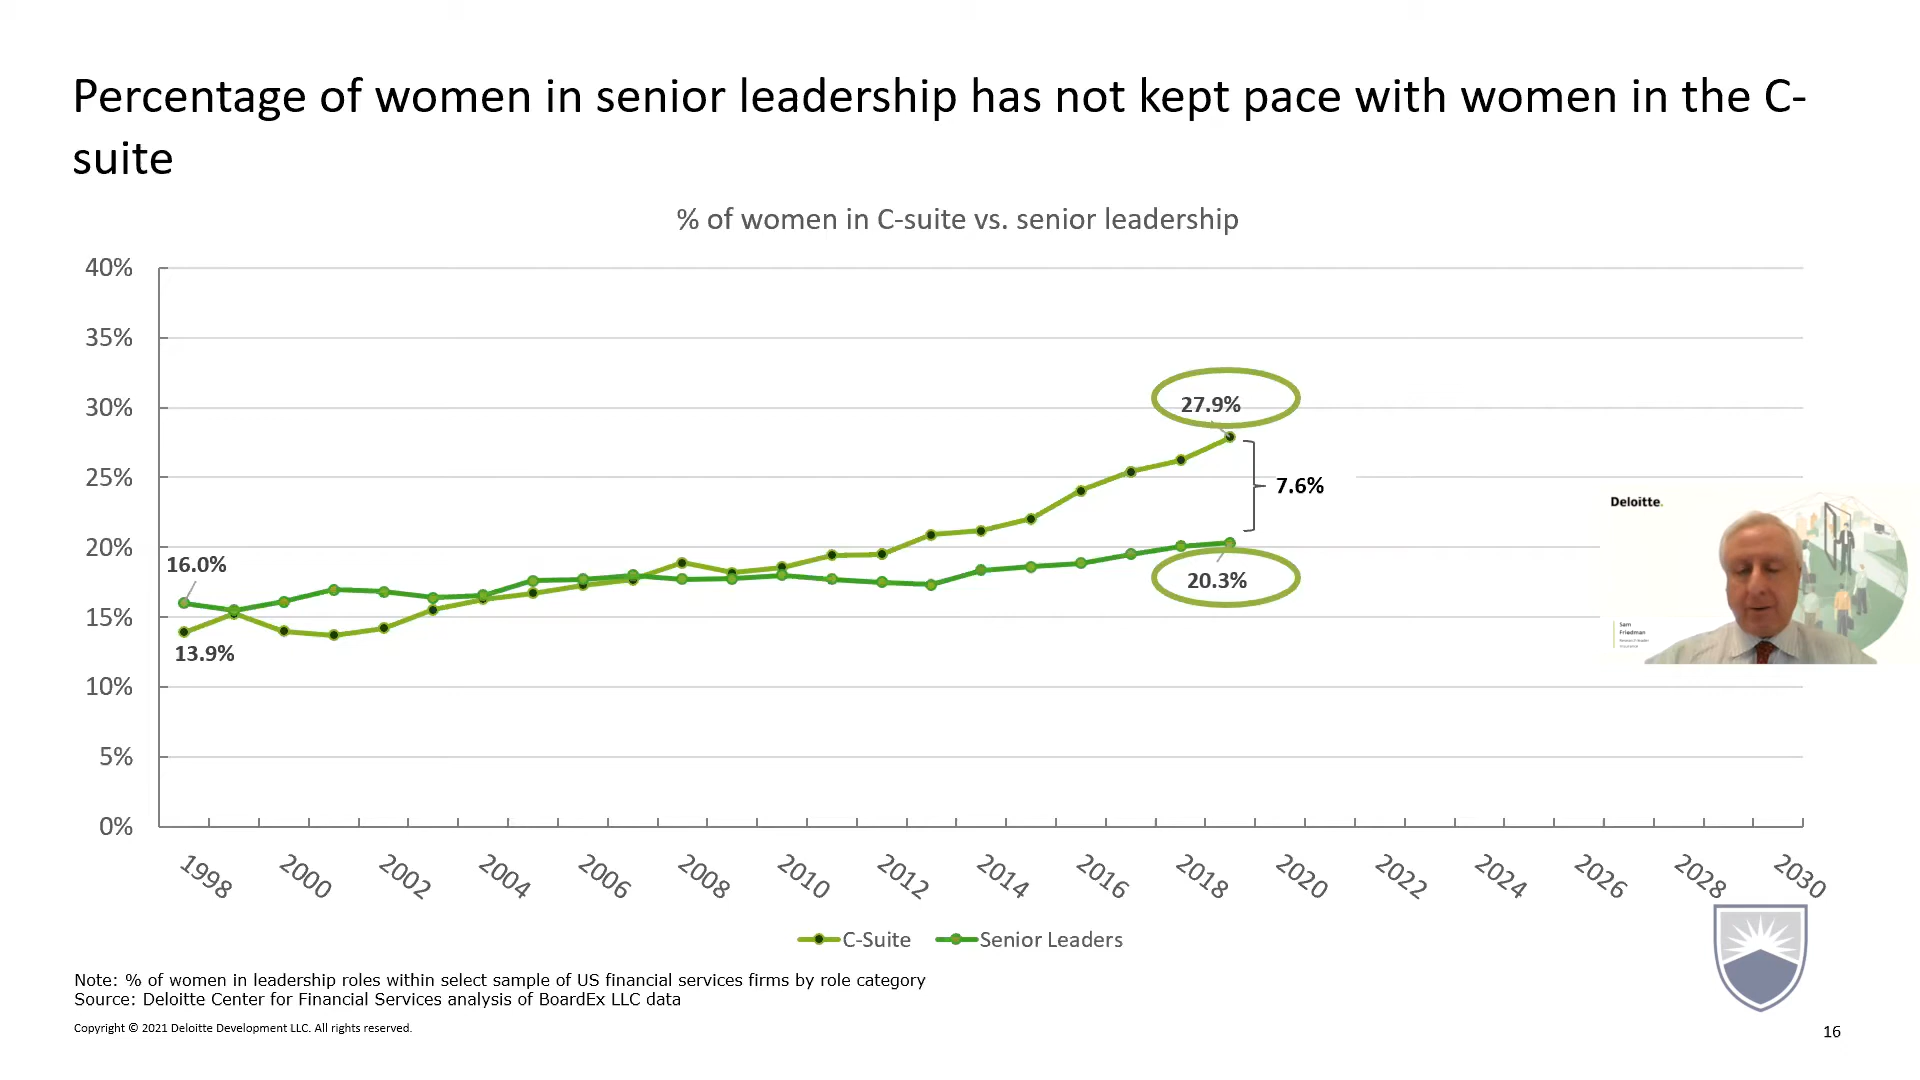 Percentage of women in senior leadership has not kept pace with women in the C-
suite
% of women in C-suite vs. senior leadership
40%
35%
30%
25%
20%
15%
10%
5%
0%
27.9%
7.6%
20.3%
16.0%
13.9%
Deloitte.
Sam
Friedman
1998
2000
2002
2004
2006
2008
2010
2012
2014
2016
2018
2020
2022
2024
2026
2028
2030
C-Suite
Senior Leaders
Note: % of women in leadership roles within select sample of US financial services firms by role category
Source: Deloitte Center for Financial Services analysis of BoardEx LLC data
Copyright © 2021 Deloitte Development LLC. All rights reserved.
16